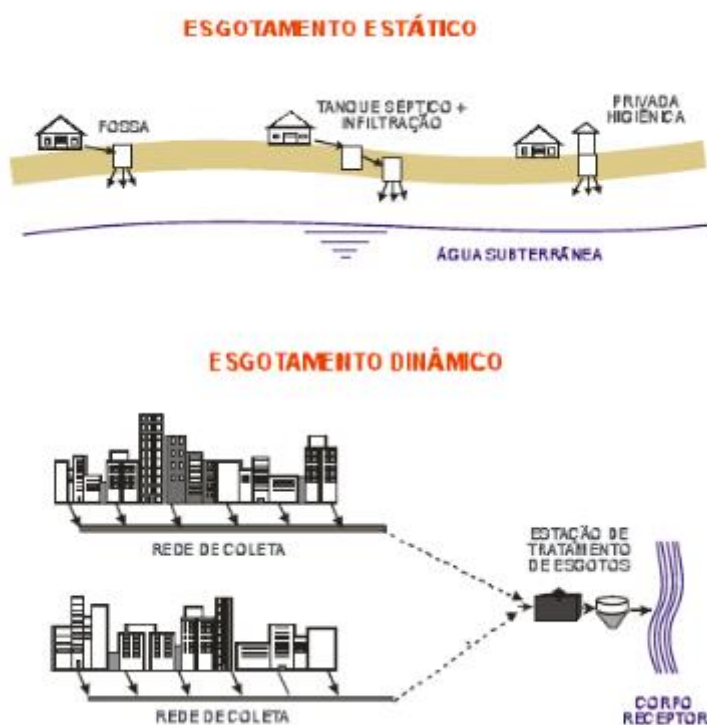 ESGOTAMENTO ESTÁTICO
FOSSA
TANQUE SÉPTICO +
INFILTRAÇÃO
PRIVADA
HIGIÊNICA
ÁGUA SUBTERRÂNEA
ESGOTAMENTO DINÂMICO
REDE DE COLETA
ESTAÇÃO DE
TRATAMENTO
DE ESGOTOS
REDE DE COLETA
CORPO
RECEPTOR